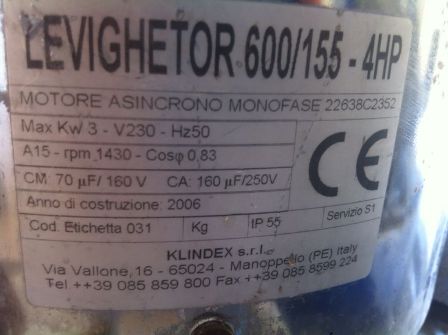 LEVIGHETOR 600/155 - 4HP
MOTORE ASINCRONO MONOFASE 22638C2352
Max Kw 3 - V230 - Hz50
A15 - rpm 1430 - Cosφ 0,83
CM: 70 µF/ 160 V CA: 160 µF/250V
Anno di costruzione: 2006
Cod. Etichetta 031 Kg IP 55 Servizio S1
CE
KLINDEX s.r.l.
Via Vallone,16 - 65024 - Manoppello (PE) Italy
Tel ++39 085 859 800 Fax ++39 085 8599 224